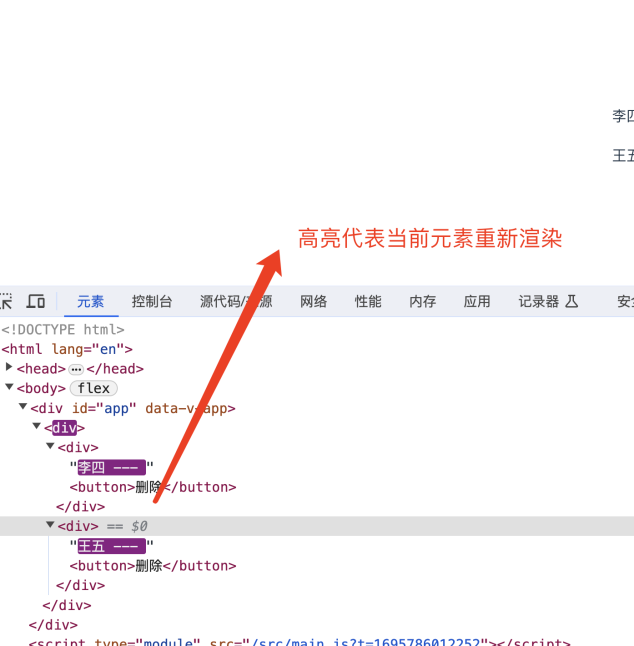 李四
王五
高亮代表当前元素重新渲染
元素 控制台 源代码/来源 网络 性能 内存 应用 记录器 安全
<!DOCTYPE html>
<html lang="en">
<head> ••• </head>
<body> flex
<div id="app" data-v-app>
<div>
<div>
"李四 --- "
<button>删除</button>
</div>
<div> == $0
"王五 --- "
<button>删除</button>
</div>
</div>
</div>
<script type="module" src="/src/main.js?t=1695786012252"></script>